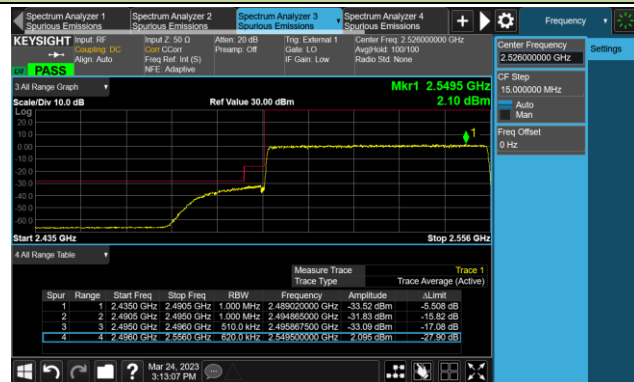 Spectrum Analyzer 1
Spurious Emissions
Spectrum Analyzer 2
Spurious Emissions
Spectrum Analyzer 3
Spurious Emissions
Spectrum Analyzer 4
Spurious Emissions
Frequency
KEYSIGHT
Input: RF
Coupling: DC
Align: Auto
Input Z: 50 Ω
Corr CCorr
Freq Ref: Int (S)
NFE: Adaptive
Atten: 20 dB
Preamp: Off
Trig: External 1
Gate: LO
IF Gain: Low
Center Freq: 2.526000000 GHz
Avg|Hold: 100/100
Radio Std: None
PASS
Center Frequency
2.526000000 GHz
Settings
CF Step
15.000000 MHz
Auto
Man
Freq Offset
0 Hz
3 All Range Graph
Mkr1 2.5495 GHz
Scale/Div 10.0 dB
Ref Value 30.00 dBm
2.10 dBm
Log
20.0
10.0
0.00
-10.0
-20.0
-30.0
-40.0
-50.0
-60.0
1
Start 2.435 GHz
Stop 2.556 GHz
4 All Range Table
Measure Trace Trace 1
Trace Type Trace Average (Active)
Spur Range Start Freq Stop Freq RBW Frequency Amplitude ΔLimit
1 1 2.4350 GHz 2.4905 GHz 1.000 MHz 2.489020000 GHz -33.52 dBm -5.508 dB
2 2 2.4905 GHz 2.4950 GHz 1.000 MHz 2.494865000 GHz -31.83 dBm -15.82 dB
3 3 2.4950 GHz 2.4960 GHz 510.0 kHz 2.495867500 GHz -33.09 dBm -17.08 dB
4 4 2.4960 GHz 2.5560 GHz 620.0 kHz 2.549500000 GHz 2.095 dBm -27.90 dB
Mar 24, 2023
3:13:07 PM